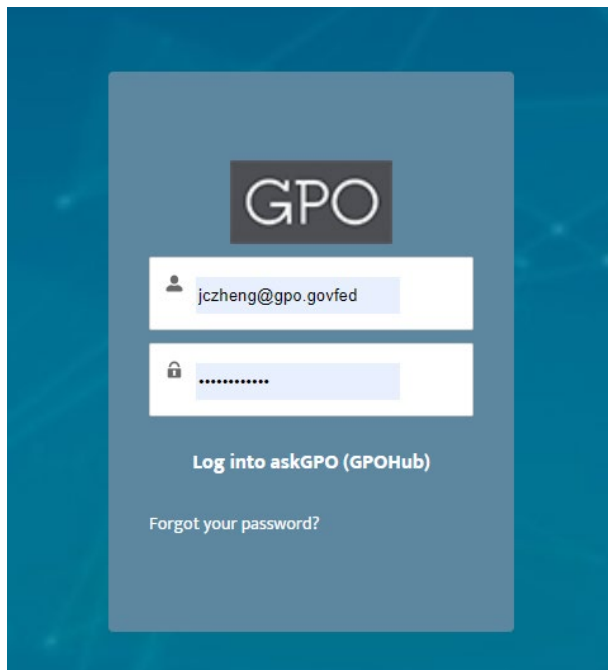 GPO
jczheng@gpo.govfed
••••••••••••
Log into askGPO (GPOHub)
Forgot your password?